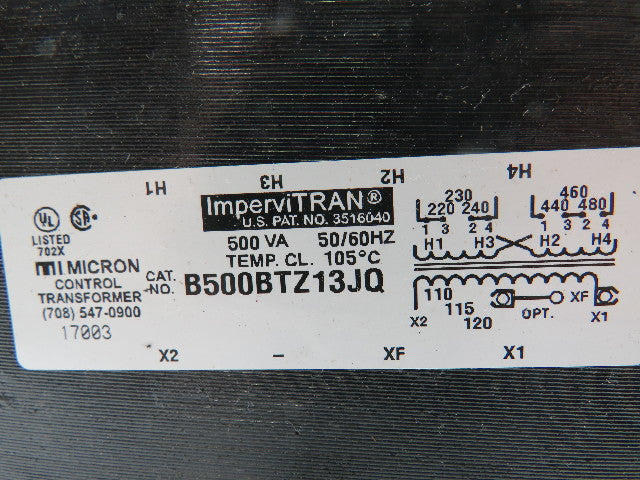 H1 H3 H2 H4
ImperviTRAN®
U.S. PAT. NO. 3516040
500 VA 50/60HZ
TEMP. CL. 105°C
UL ®
SA ®
LISTED
702X
MICRON
CONTROL
TRANSFORMER
(708) 547-0900
17003
CAT.
NO. B500BTZ13JQ
230
220 240
1 3 2 4
460
440 480
1 3 2 4
H1 H3 H2 H4
110
115
120
X2
OPT.
XF
X1
X2 – XF X1